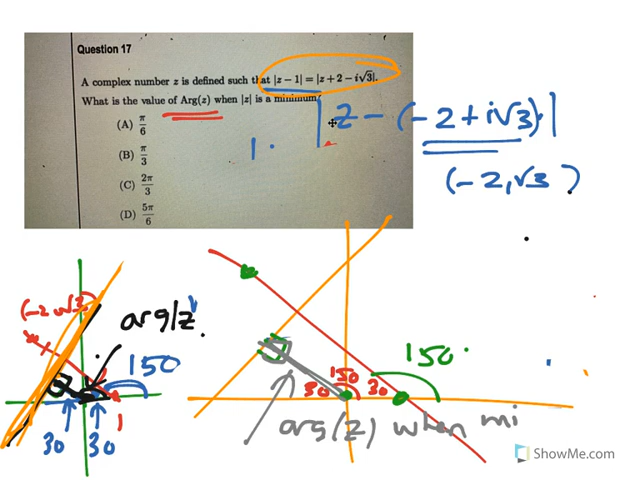 Question 17
A complex number z is defined such that |z − 1| = |z + 2 − i√3|.
What is the value of Arg(z) when |z| is a minimum?
(A) π/6
(B) π/3
(C) 2π/3
(D) 5π/6
1. |z − (−2 + i√3)|
(−2, √3)
(−2, √3)
arg/z
150
1
30
30
150
150
30
30
arg(z) when mi
ShowMe.com